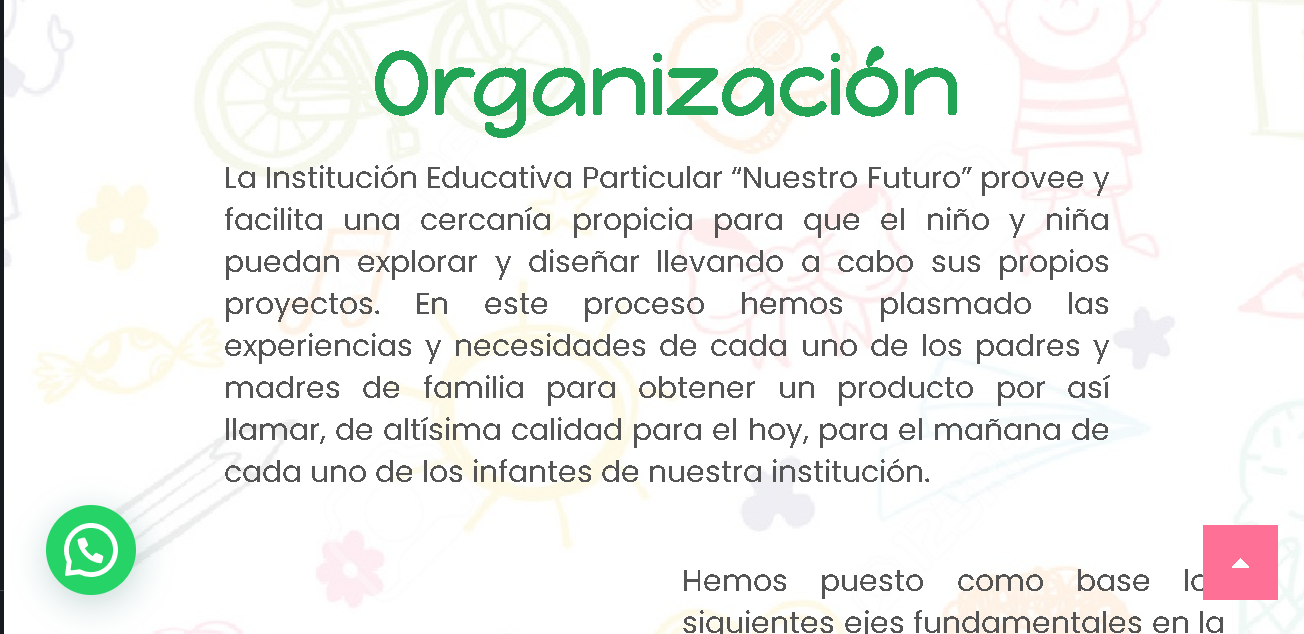 Organización
La Institución Educativa Particular “Nuestro Futuro” provee y
facilita una cercanía propicia para que el niño y niña
puedan explorar y diseñar llevando a cabo sus propios
proyectos. En este proceso hemos plasmado las
experiencias y necesidades de cada uno de los padres y
madres de familia para obtener un producto por así
llamar, de altísima calidad para el hoy, para el mañana de
cada uno de los infantes de nuestra institución.
Hemos puesto como base
siguientes ejes fundamentales en la